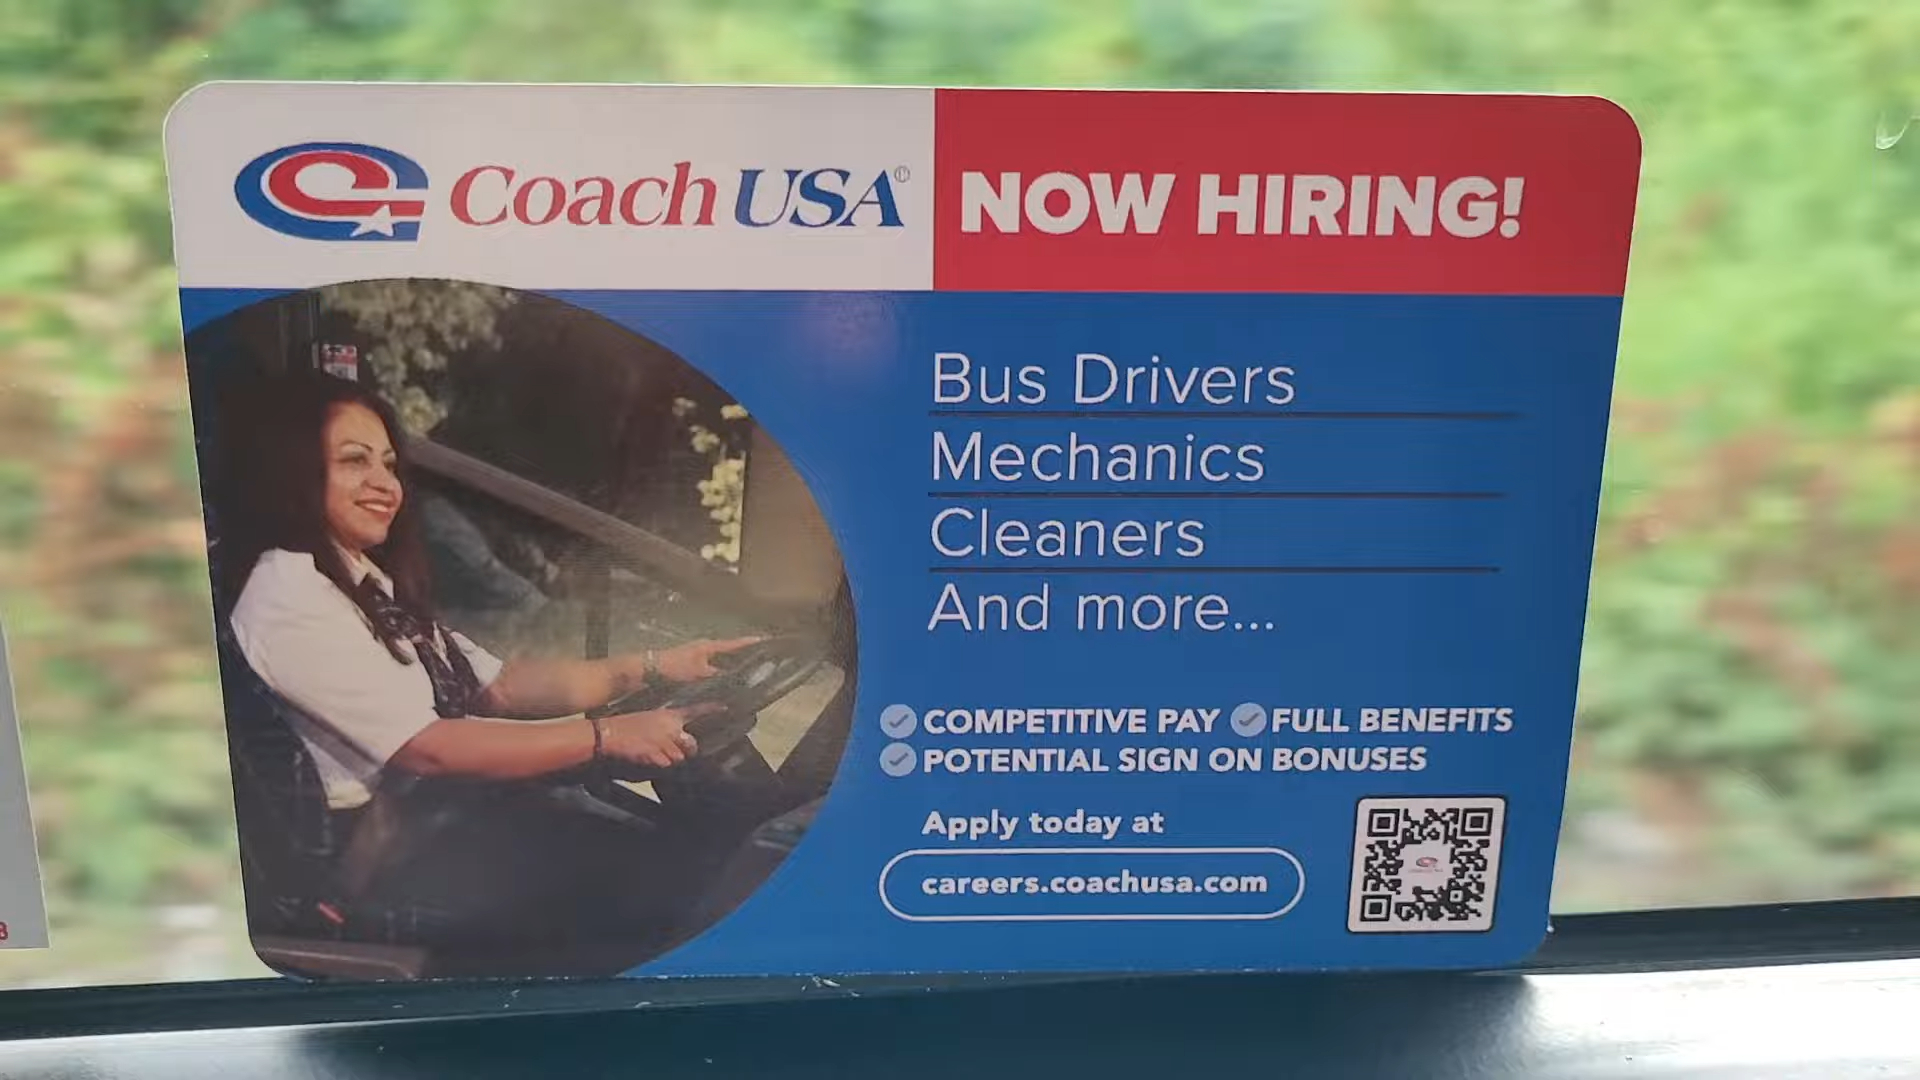 Coach USA©
NOW HIRING!
Bus Drivers
Mechanics
Cleaners
And more...
COMPETITIVE PAY FULL BENEFITS
POTENTIAL SIGN ON BONUSES
Apply today at
careers.coachusa.com